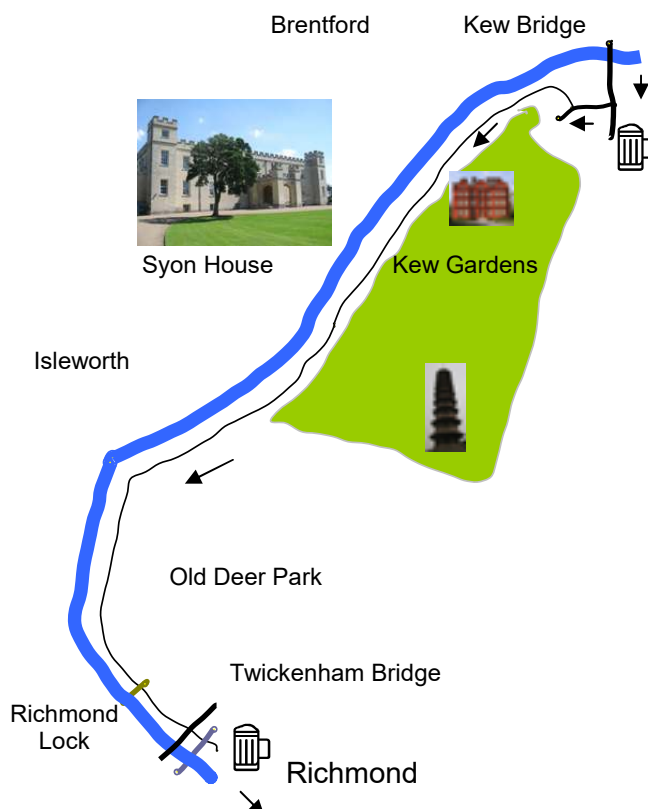 Brentford
Kew Bridge
Syon House
Kew Gardens
Isleworth
Old Deer Park
Twickenham Bridge
Richmond
Lock
Richmond